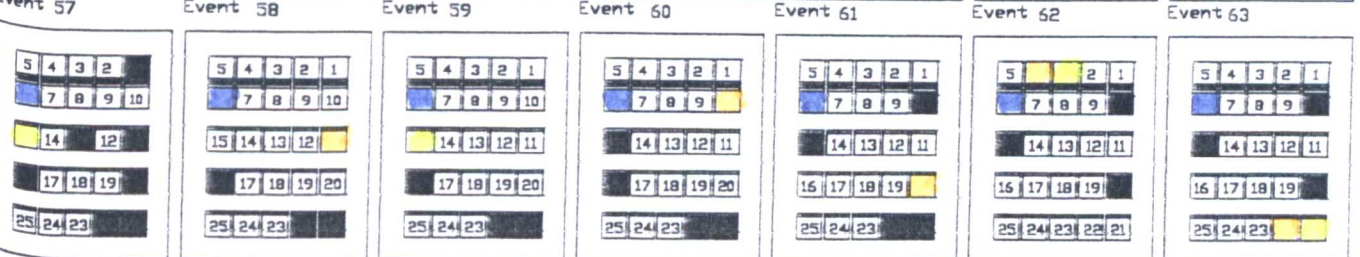 Event 57
5 4 3 2
7 8 9 10
14 12
17 18 19
25 24 23
Event 58
5 4 3 2 1
7 8 9 10
15 14 13 12
17 18 19 20
25 24 23
Event 59
5 4 3 2 1
7 8 9 10
14 13 12 11
17 18 19 20
25 24 23
Event 60
5 4 3 2 1
7 8 9
14 13 12 11
17 18 19 20
25 24 23
Event 61
5 4 3 2 1
7 8 9
14 13 12 11
16 17 18 19
25 24 23
Event 62
5 2 1
7 8 9
14 13 12 11
16 17 18 19
25 24 23 22 21
Event 63
5 4 3 2 1
7 8 9
14 13 12 11
16 17 18 19
25 24 23